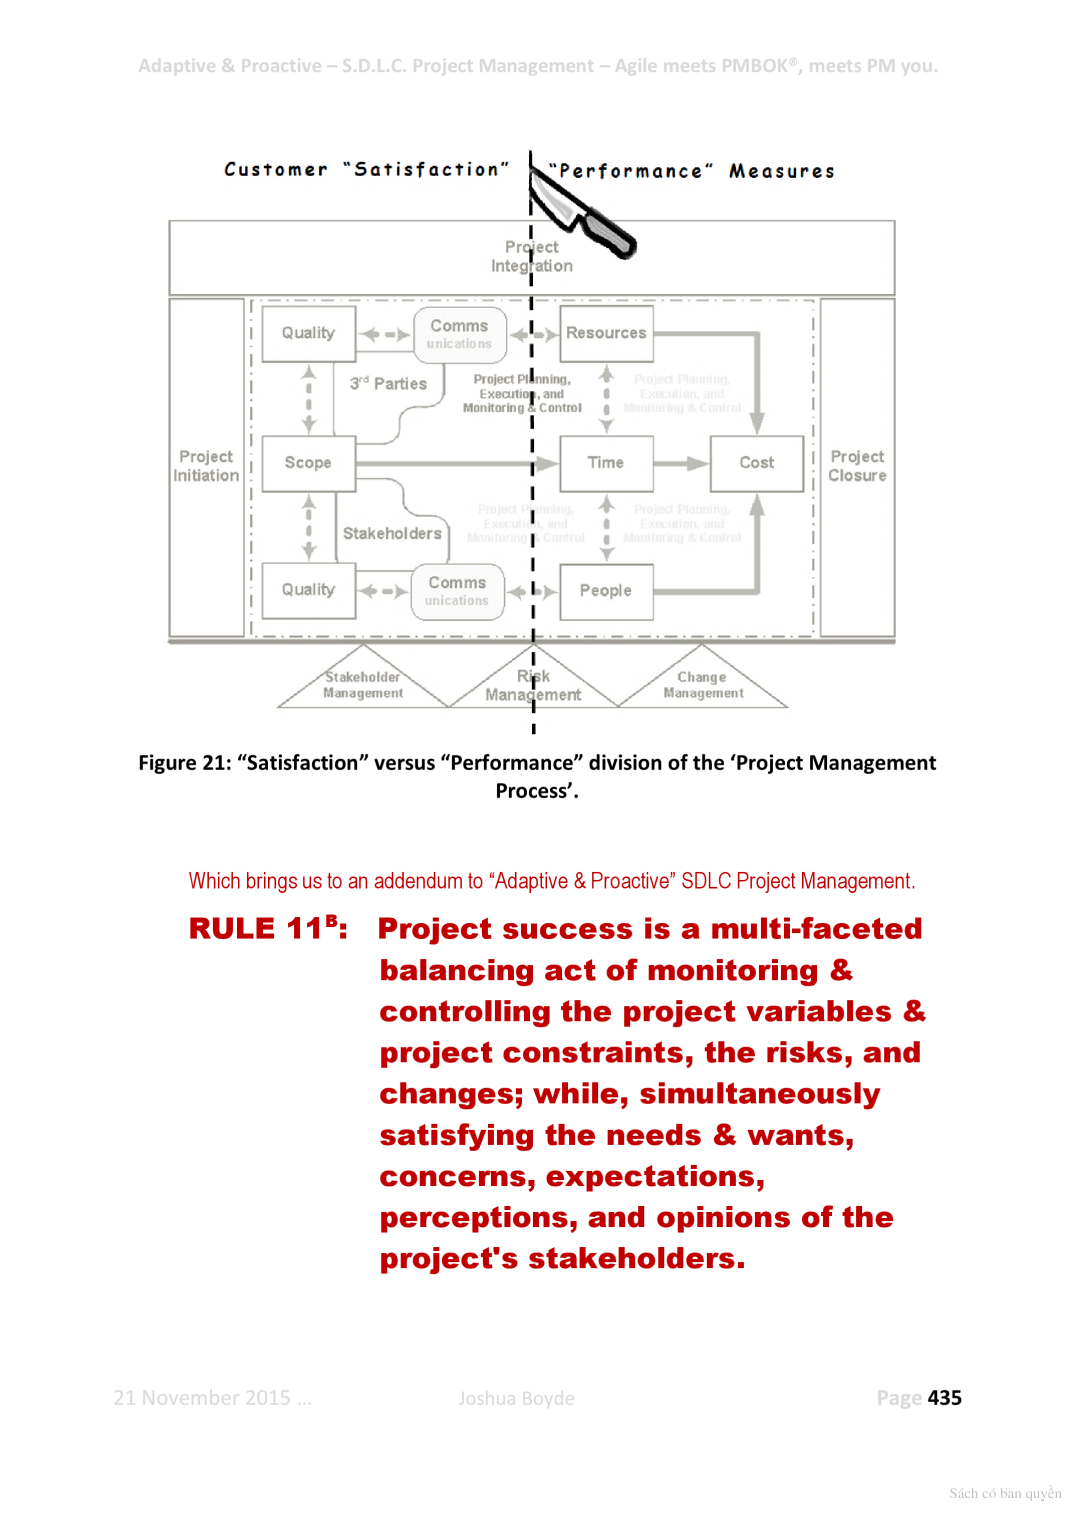 Adaptive & Proactive – S.D.L.C. Project Management – Agile meets PMBOK®, meets PM you.
Customer “Satisfaction”
“Performance” Measures
Project
Integration
Quality
Comms
unications
Resources
3rd Parties
Project Planning,
Execution, and
Monitoring & Control
Project Planning,
Execution, and
Monitoring & Control
Project
Initiation
Scope
Time
Cost
Project
Closure
Stakeholders
Project Planning,
Execution, and
Monitoring & Control
Project Planning,
Execution, and
Monitoring & Control
Quality
Comms
unications
People
Stakeholder
Management
Risk
Management
Change
Management
Figure 21: “Satisfaction” versus “Performance” division of the ‘Project Management
Process’.
Which brings us to an addendum to “Adaptive & Proactive” SDLC Project Management.
RULE 11B: Project success is a multi-faceted
balancing act of monitoring &
controlling the project variables &
project constraints, the risks, and
changes; while, simultaneously
satisfying the needs & wants,
concerns, expectations,
perceptions, and opinions of the
project's stakeholders.
21 November 2015 ...
Joshua Boyde
Page 435
Sách có bản quyền